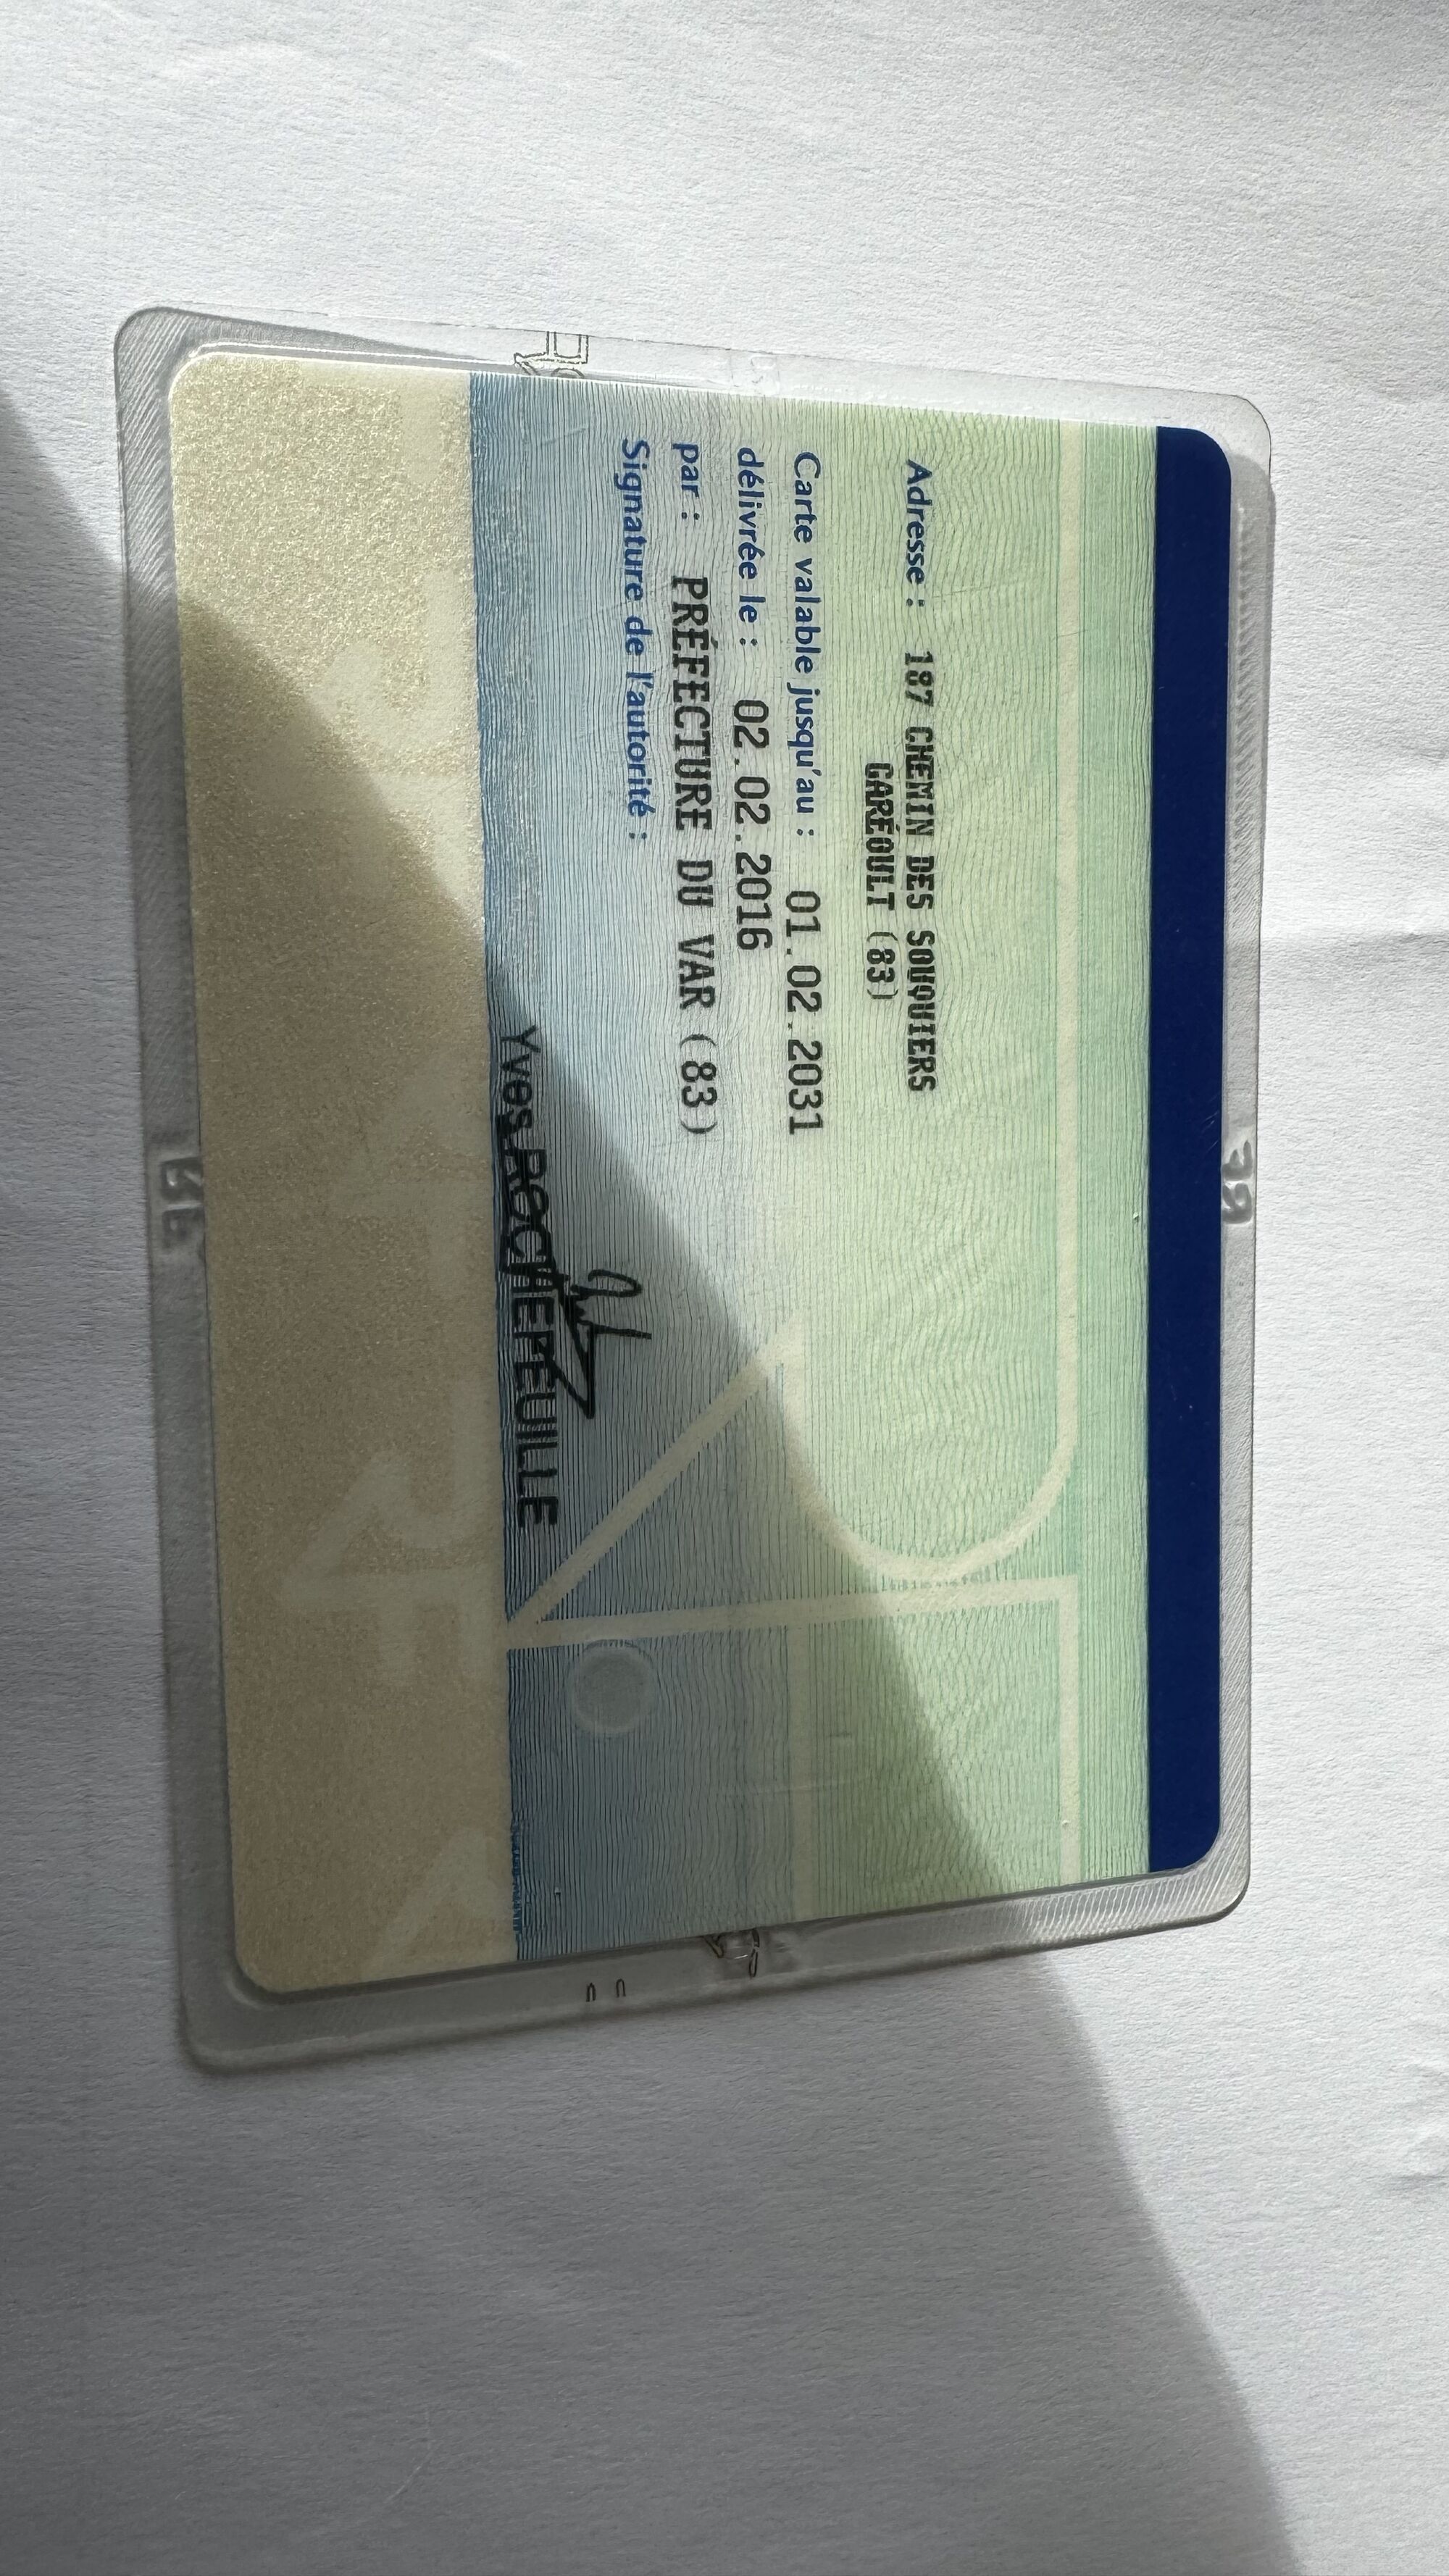 Adresse : 187 CHEMIN DES SOUQUIERS
GARÉOULT (83)
Carte valable jusqu'au : 01.02.2031
délivrée le : 02.02.2016
par : PRÉFECTURE DU VAR (83)
Signature de l'autorité :
Yves ROCHEPEUILLE